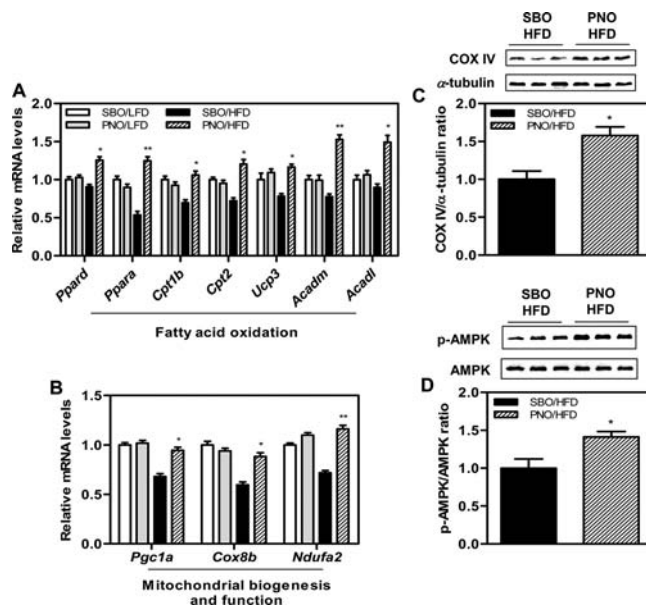 A
Relative mRNA levels
2.0
1.5
1.0
0.5
0.0
SBO/LFD
PNO/LFD
SBO/HFD
PNO/HFD
*
**
*
*
*
**
*
Ppard
Ppara
Cpt1b
Cpt2
Ucp3
Acadm
Acadl
Fatty acid oxidation
B
Relative mRNA levels
1.5
1.0
0.5
0.0
*
*
**
Pgc1a
Cox8b
Ndufa2
Mitochondrial biogenesis
and function
SBO PNO
HFD HFD
COX IV
α-tubulin
C
COX IV/α-tubulin ratio
2.0
1.5
1.0
0.5
0.0
SBO/HFD
PNO/HFD
*
SBO PNO
HFD HFD
p-AMPK
AMPK
D
p-AMPK/AMPK ratio
2.0
1.5
1.0
0.5
0.0
SBO/HFD
PNO/HFD
*